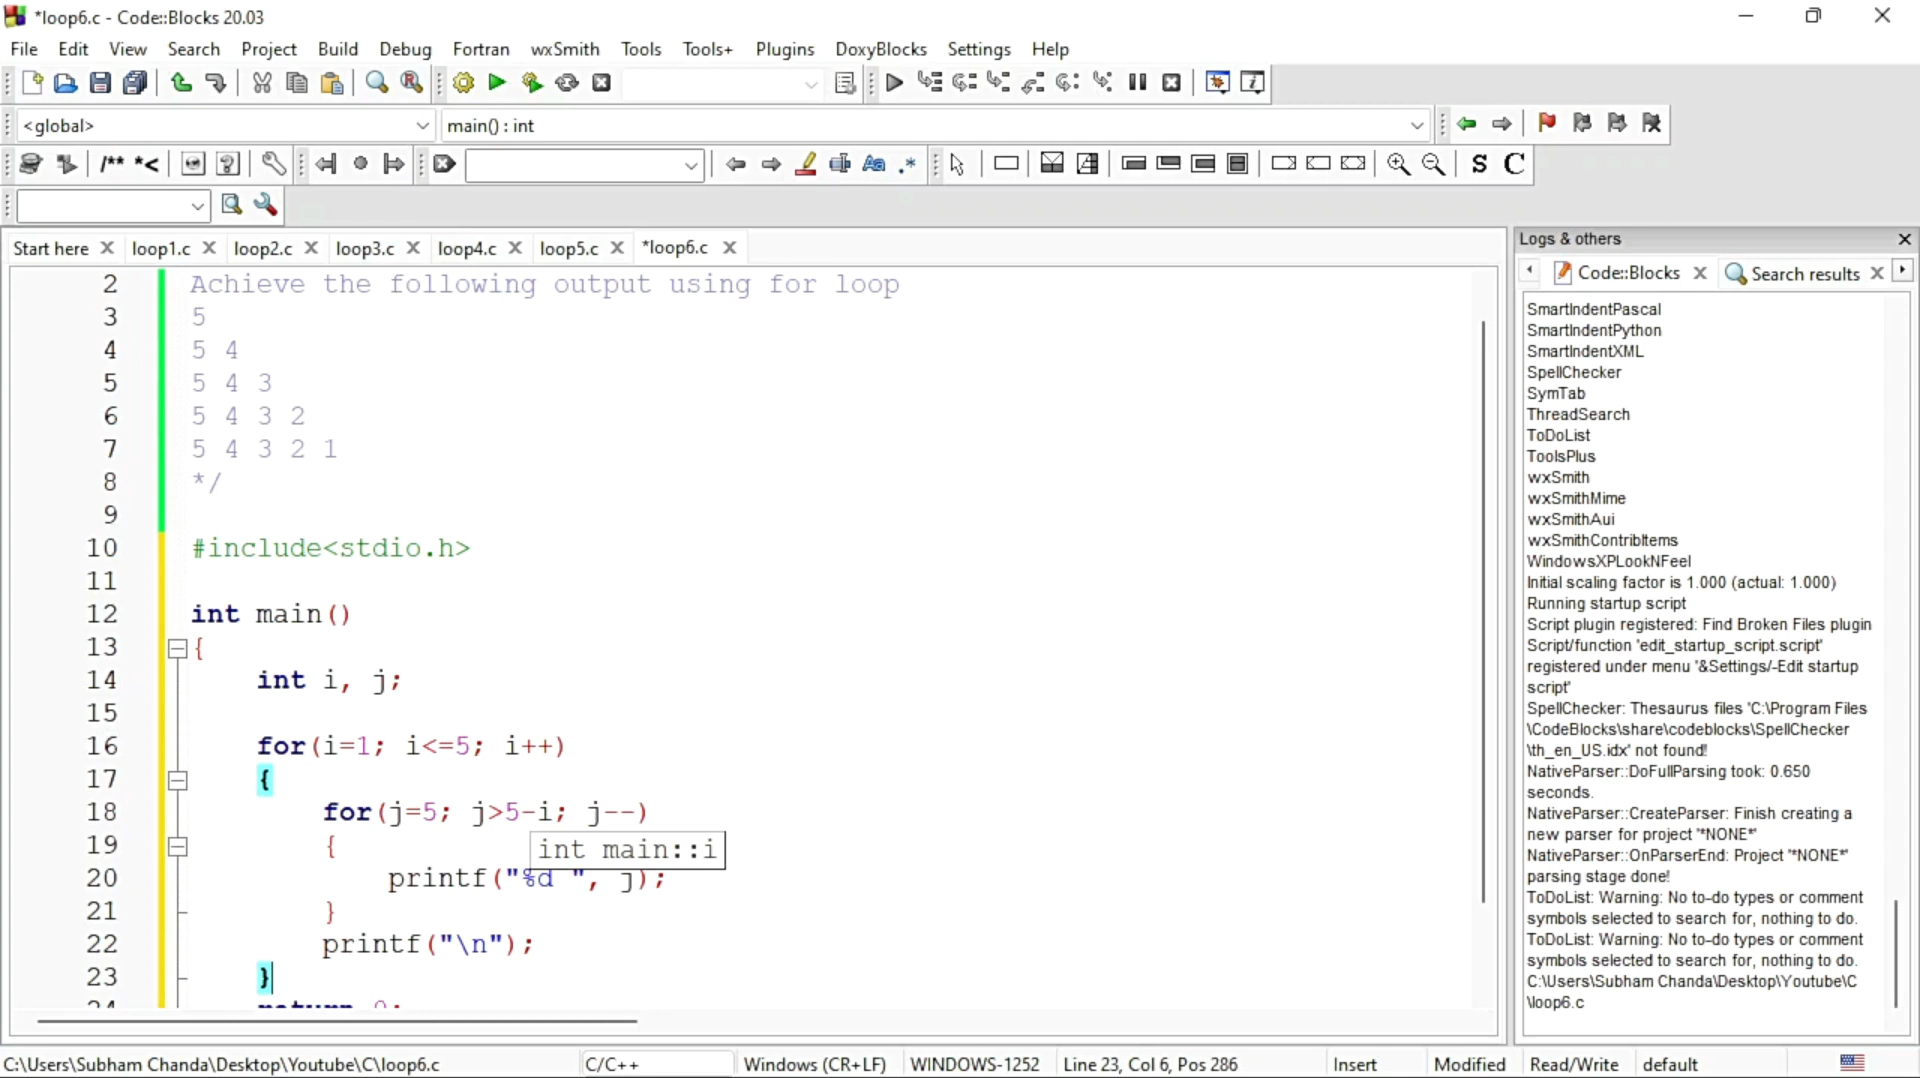 *loop6.c - Code::Blocks 20.03
File Edit View Search Project Build Debug Fortran wxSmith Tools Tools+ Plugins DoxyBlocks Settings Help
<global> main() : int
/** *< Aa .* S C
Start here loop1.c loop2.c loop3.c loop4.c loop5.c *loop6.c
2 Achieve the following output using for loop
3 5
4 5 4
5 5 4 3
6 5 4 3 2
7 5 4 3 2 1
8 */
9
10 #include<stdio.h>
11
12 int main()
13 {
14 int i, j;
15
16 for(i=1; i<=5; i++)
17 {
18 for(j=5; j>5-i; j--)
19 { int main::i
20 printf("%d ", j);
21 }
22 printf("\n");
23 }
24 return 0;
Logs & others
Code::Blocks Search results
SmartIndentPascal
SmartIndentPython
SmartIndentXML
SpellChecker
SymTab
ThreadSearch
ToDoList
ToolsPlus
wxSmith
wxSmithMime
wxSmithAui
wxSmithContribItems
WindowsXPLookNFeel
Initial scaling factor is 1.000 (actual: 1.000)
Running startup script
Script plugin registered: Find Broken Files plugin
Script/function 'edit_startup_script.script'
registered under menu '&Settings/-Edit startup
script'
SpellChecker: Thesaurus files 'C:\Program Files
\CodeBlocks\share\codeblocks\SpellChecker
\th_en_US.idx' not found!
NativeParser::DoFullParsing took: 0.650
seconds.
NativeParser::CreateParser: Finish creating a
new parser for project '*NONE*'
NativeParser::OnParserEnd: Project '*NONE*'
parsing stage done!
ToDoList: Warning: No to-do types or comment
symbols selected to search for, nothing to do.
ToDoList: Warning: No to-do types or comment
symbols selected to search for, nothing to do.
C:\Users\Subham Chanda\Desktop\Youtube\C
\loop6.c
C:\Users\Subham Chanda\Desktop\Youtube\C\loop6.c C/C++ Windows (CR+LF) WINDOWS-1252 Line 23, Col 6, Pos 286 Insert Modified Read/Write default